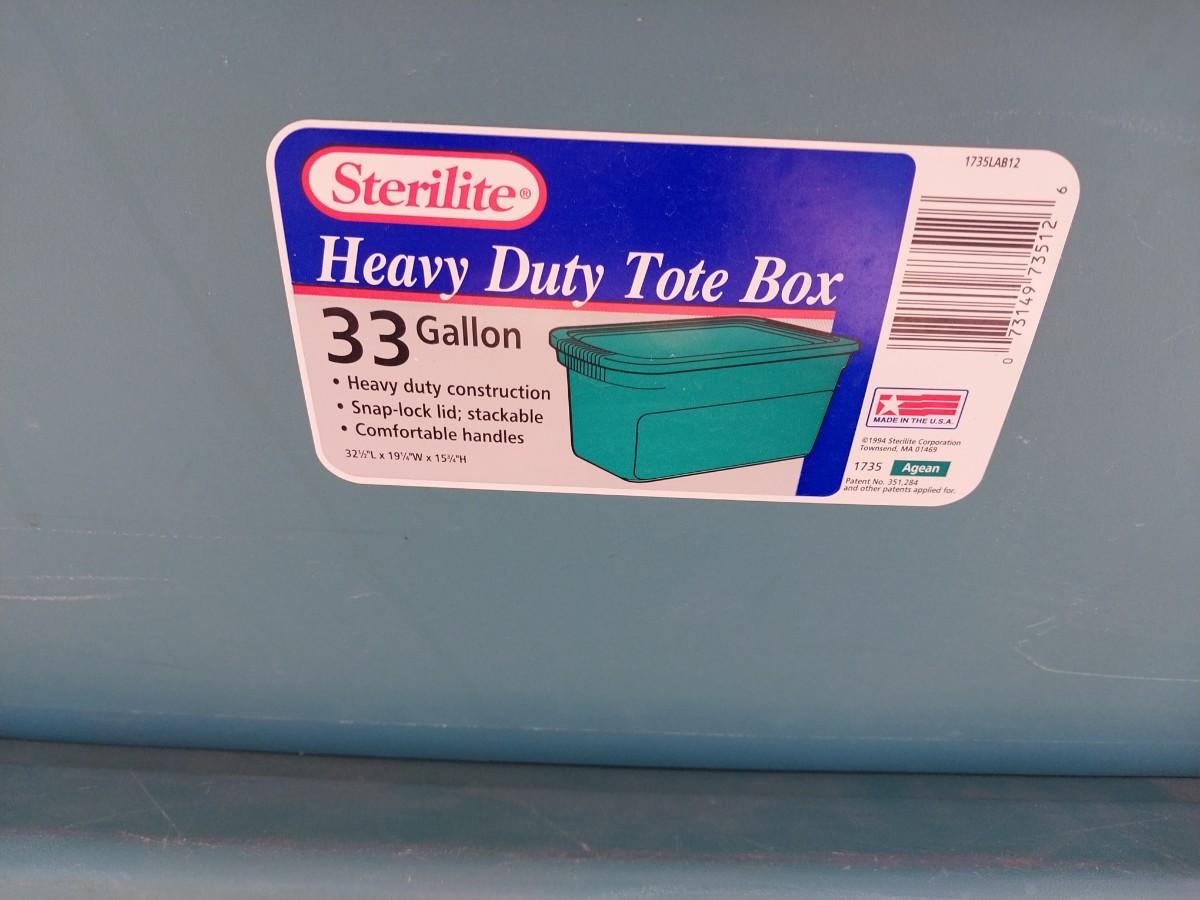 Sterilite®
Heavy Duty Tote Box
33 Gallon
• Heavy duty construction
• Snap-lock lid; stackable
• Comfortable handles
32½"L x 19¼"W x 15¾"H
1735LAB12
0 73149 73512 6
MADE IN THE U.S.A.
©1994 Sterilite Corporation
Townsend, MA 01469
1735 Agean
Patent No. 351,284
and other patents applied for.